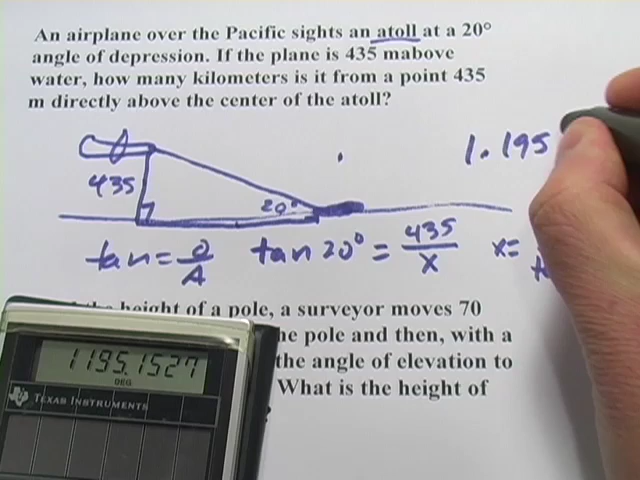 An airplane over the Pacific sights an atoll at a 20°
angle of depression. If the plane is 435 mabove
water, how many kilometers is it from a point 435
m directly above the center of the atoll?
1.195
435
20°
tan = O/A tan 20° = 435/x x=
the height of a pole, a surveyor moves 70
the pole and then, with a
the angle of elevation to
What is the height of
1195.1527
DEG
TEXAS INSTRUMENTS